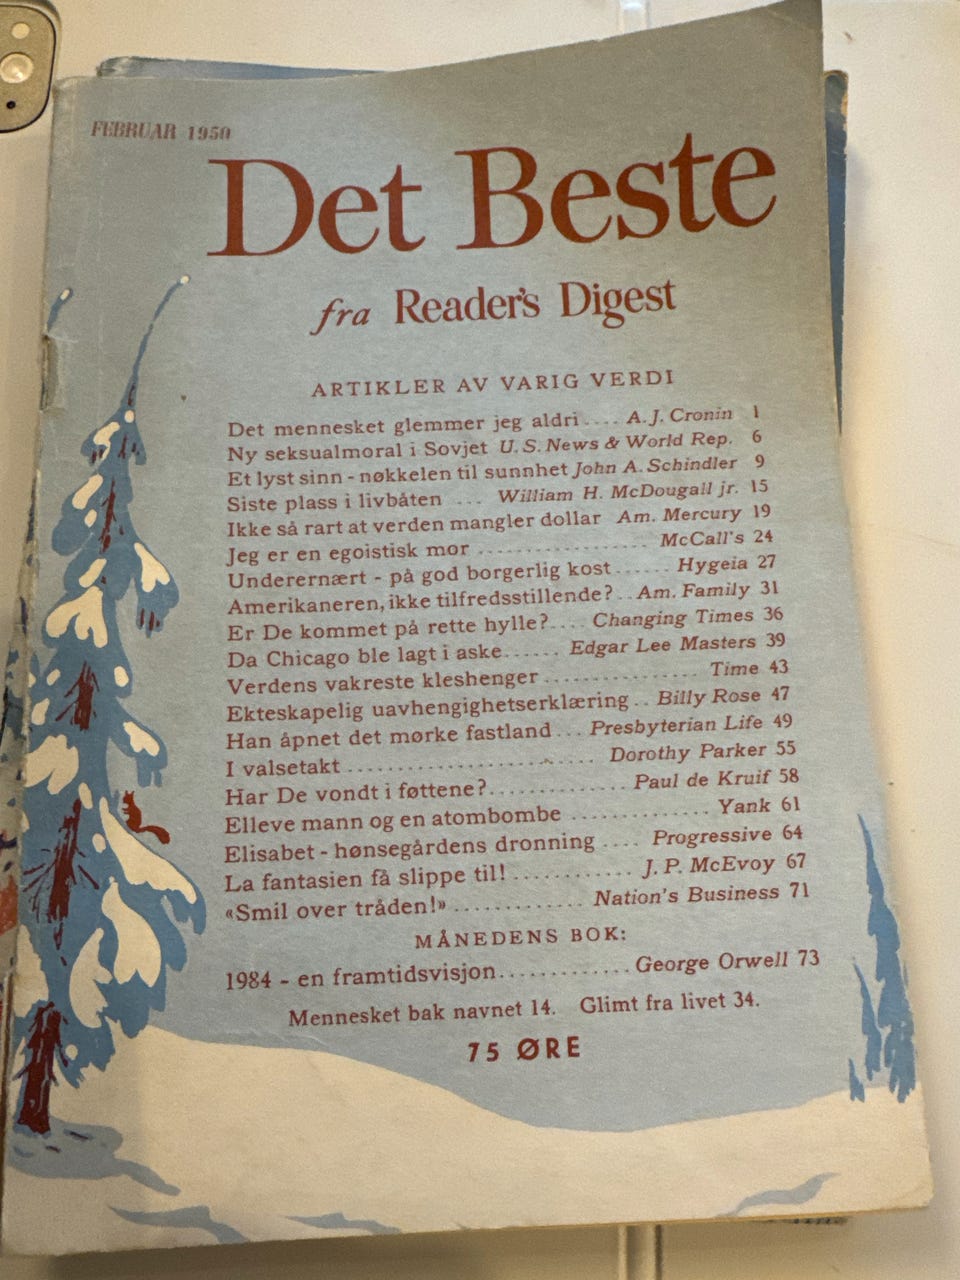 FEBRUAR 1950
Det Beste
fra Reader's Digest
ARTIKLER AV VARIG VERDI
Det mennesket glemmer jeg aldri .... A. J. Cronin 1
Ny seksualmoral i Sovjet U. S. News & World Rep. 6
Et lyst sinn - nøkkelen til sunnhet John A. Schindler 9
Siste plass i livbåten ... William H. McDougall jr. 15
Ikke så rart at verden mangler dollar Am. Mercury 19
Jeg er en egoistisk mor .................. McCall's 24
Underernært - på god borgerlig kost ...... Hygeia 27
Amerikaneren, ikke tilfredsstillende? .. Am. Family 31
Er De kommet på rette hylle? .... Changing Times 36
Da Chicago ble lagt i aske ...... Edgar Lee Masters 39
Verdens vakreste kleshenger ................ Time 43
Ekteskapelig uavhengighetserklæring .. Billy Rose 47
Han åpnet det mørke fastland ... Presbyterian Life 49
I valsetakt ........................ Dorothy Parker 55
Har De vondt i føttene? .............. Paul de Kruif 58
Elleve mann og en atombombe .............. Yank 61
Elisabet - hønsegårdens dronning .... Progressive 64
La fantasien få slippe til! ............ J. P. McEvoy 67
«Smil over tråden!» ............. Nation's Business 71
MÅNEDENS BOK:
1984 - en framtidsvisjon ............. George Orwell 73
Mennesket bak navnet 14. Glimt fra livet 34.
75 ØRE